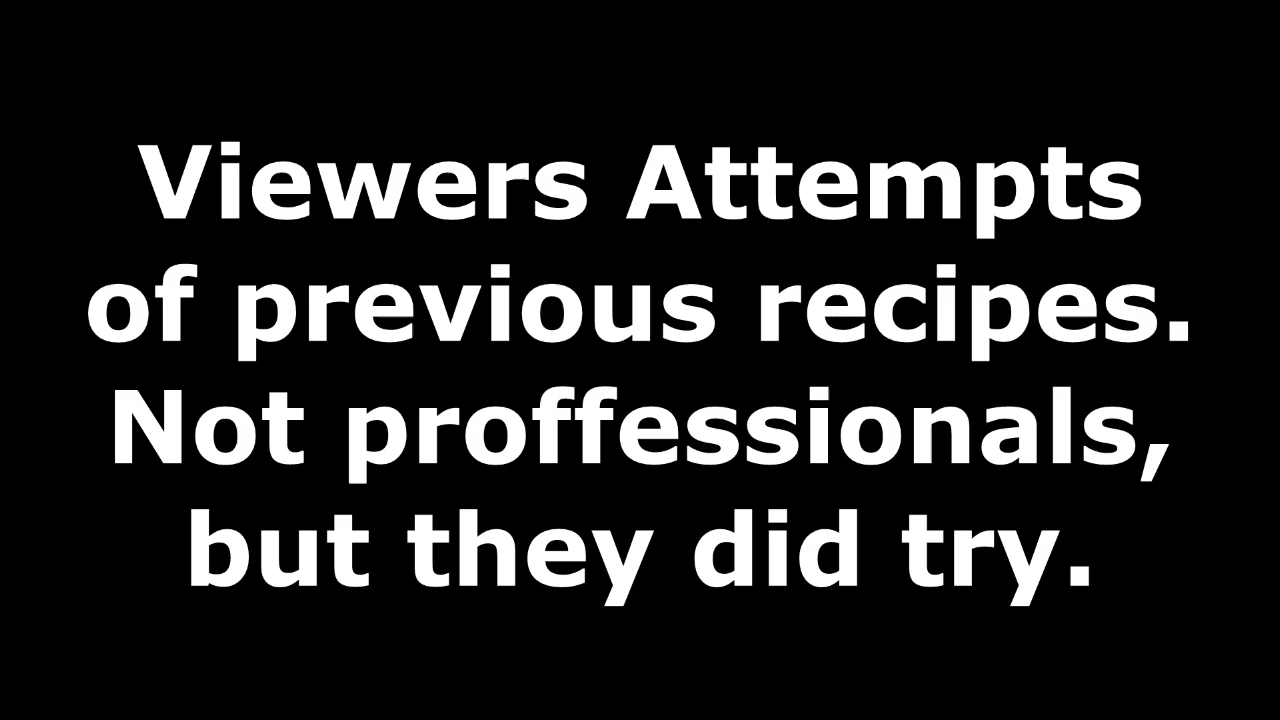 Viewers Attempts
of previous recipes.
Not proffessionals,
but they did try.